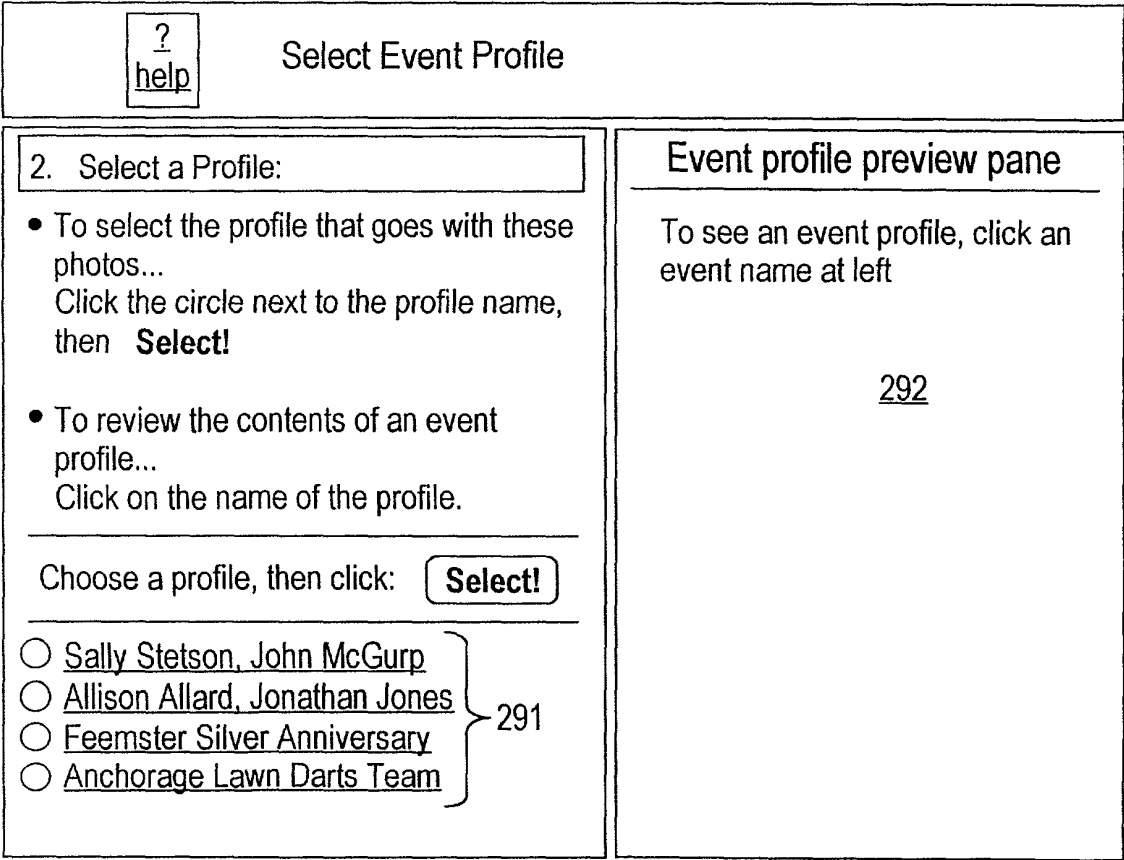 ?
help
Select Event Profile
2. Select a Profile:
• To select the profile that goes with these
photos...
Click the circle next to the profile name,
then Select!
• To review the contents of an event
profile...
Click on the name of the profile.
Choose a profile, then click: Select!
Sally Stetson, John McGurp
Allison Allard, Jonathan Jones
Feemster Silver Anniversary
Anchorage Lawn Darts Team
291
Event profile preview pane
To see an event profile, click an
event name at left
292